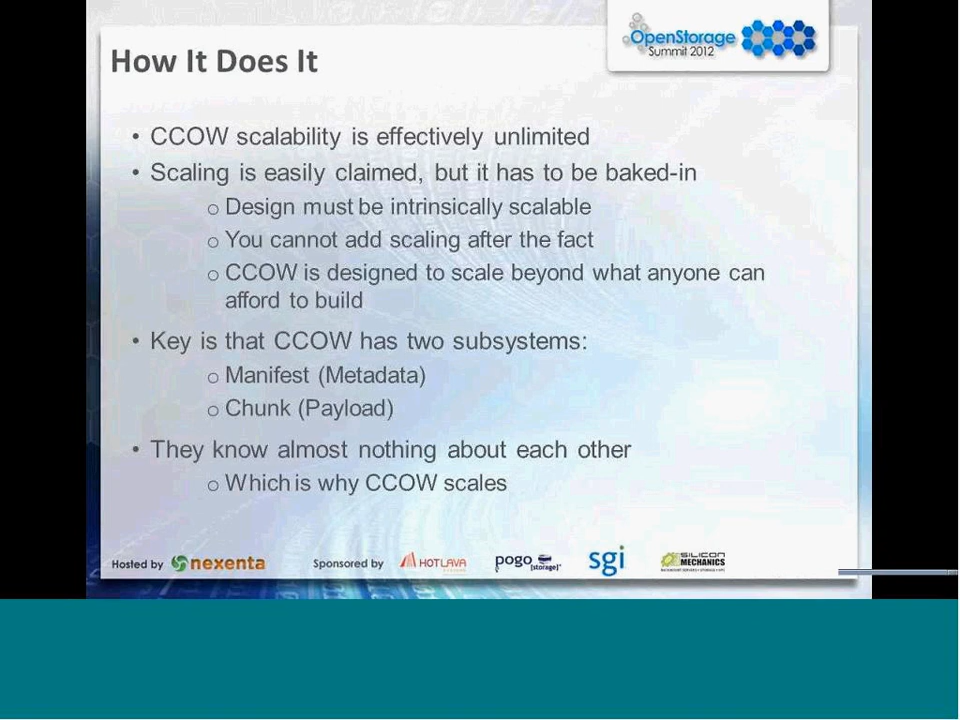 OpenStorage
Summit 2012
How It Does It
• CCOW scalability is effectively unlimited
• Scaling is easily claimed, but it has to be baked-in
o Design must be intrinsically scalable
o You cannot add scaling after the fact
o CCOW is designed to scale beyond what anyone can
afford to build
• Key is that CCOW has two subsystems:
o Manifest (Metadata)
o Chunk (Payload)
• They know almost nothing about each other
o Which is why CCOW scales
Hosted by nexenta Sponsored by HOTLAVA pogo [storage] sgi SILICON
MECHANICS